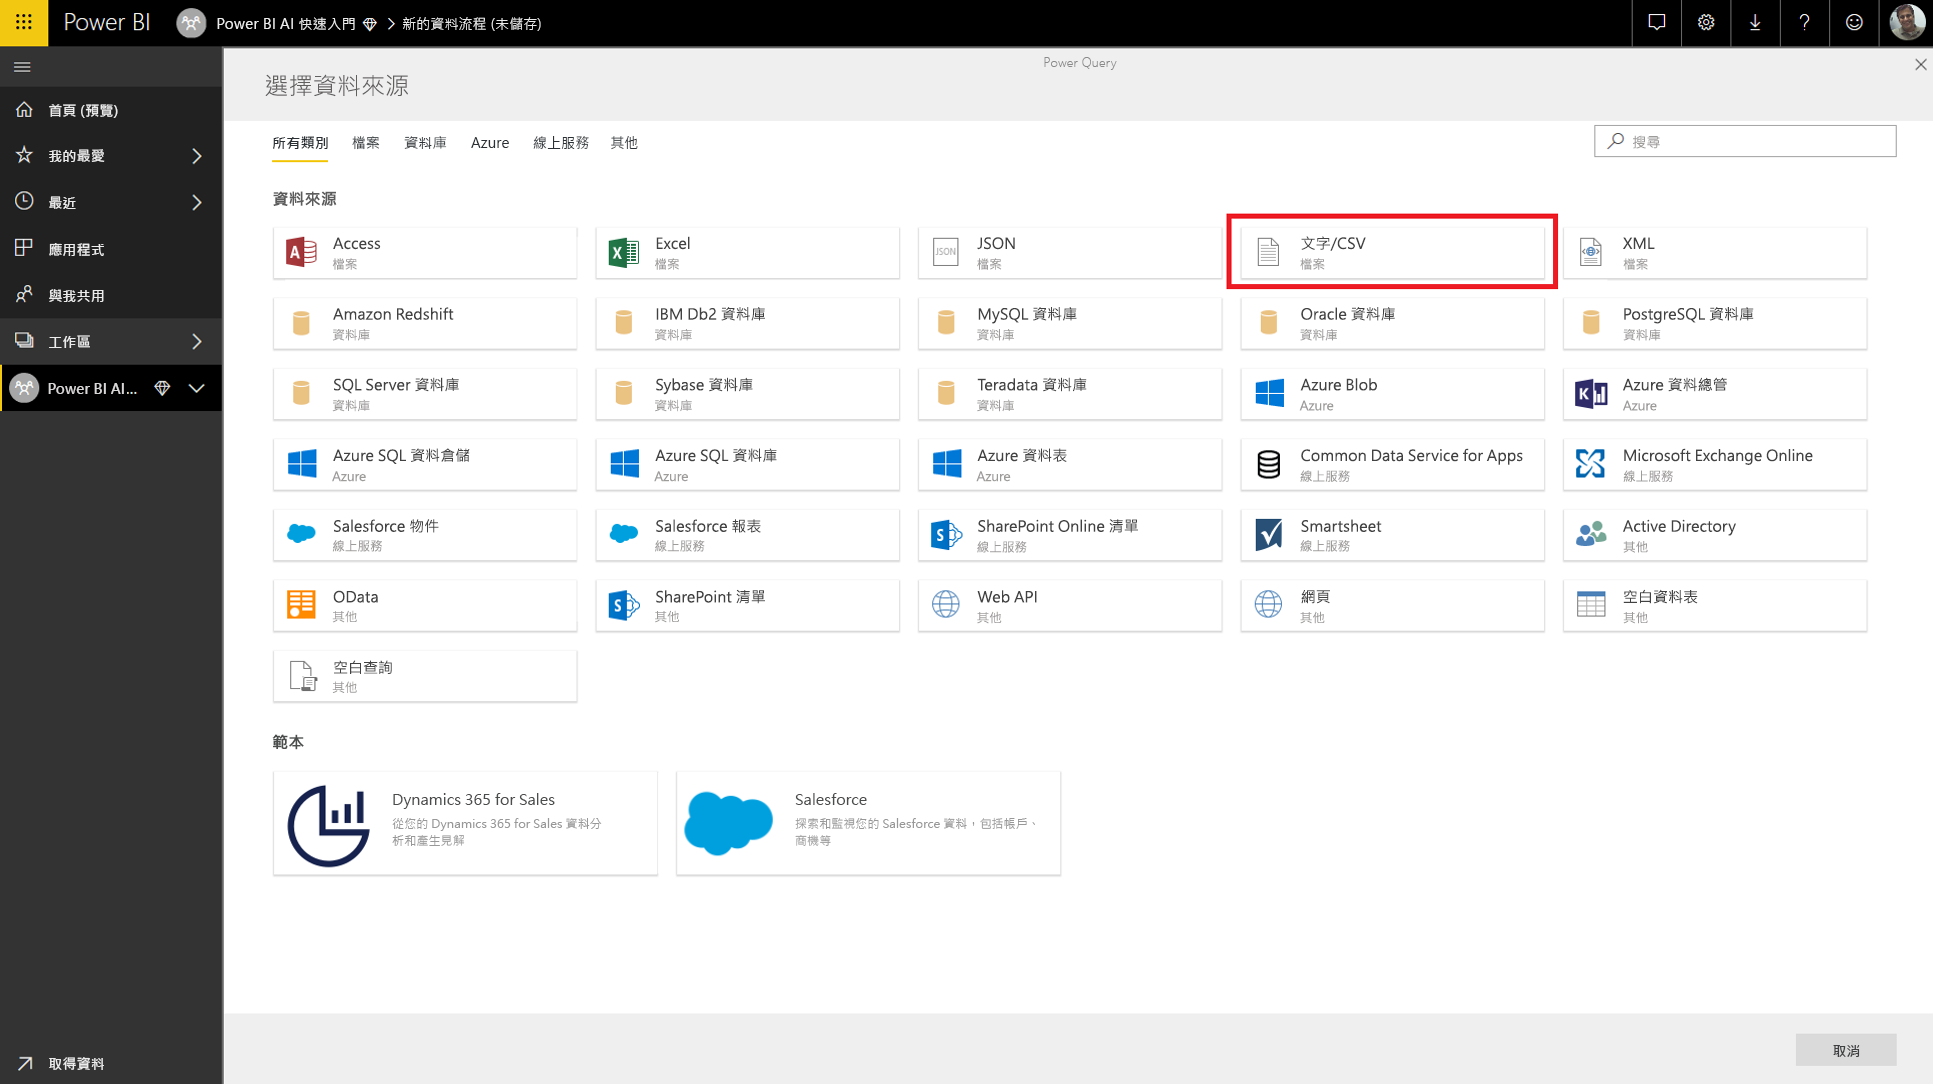 Power BI
Power BI AI 快速入門 > 新的資料流程 (未儲存)
?
Power Query
選擇資料來源
首頁 (預覽)
我的最愛
最近
應用程式
與我共用
工作區
Power BI AI...
取得資料
所有類別 檔案 資料庫 Azure 線上服務 其他
搜尋
資料來源
Access
檔案
Excel
檔案
JSON
JSON
檔案
文字/CSV
檔案
XML
檔案
Amazon Redshift
資料庫
IBM Db2 資料庫
資料庫
MySQL 資料庫
資料庫
Oracle 資料庫
資料庫
PostgreSQL 資料庫
資料庫
SQL Server 資料庫
資料庫
Sybase 資料庫
資料庫
Teradata 資料庫
資料庫
Azure Blob
Azure
Azure 資料總管
Azure
Azure SQL 資料倉儲
Azure
Azure SQL 資料庫
Azure
Azure 資料表
Azure
Common Data Service for Apps
線上服務
Microsoft Exchange Online
線上服務
Salesforce 物件
線上服務
Salesforce 報表
線上服務
SharePoint Online 清單
線上服務
Smartsheet
線上服務
Active Directory
其他
OData
其他
SharePoint 清單
其他
Web API
其他
網頁
其他
空白資料表
其他
空白查詢
其他
範本
Dynamics 365 for Sales
從您的 Dynamics 365 for Sales 資料分
析和產生見解
Salesforce
探索和監視您的 Salesforce 資料，包括帳戶、
商機等
取消